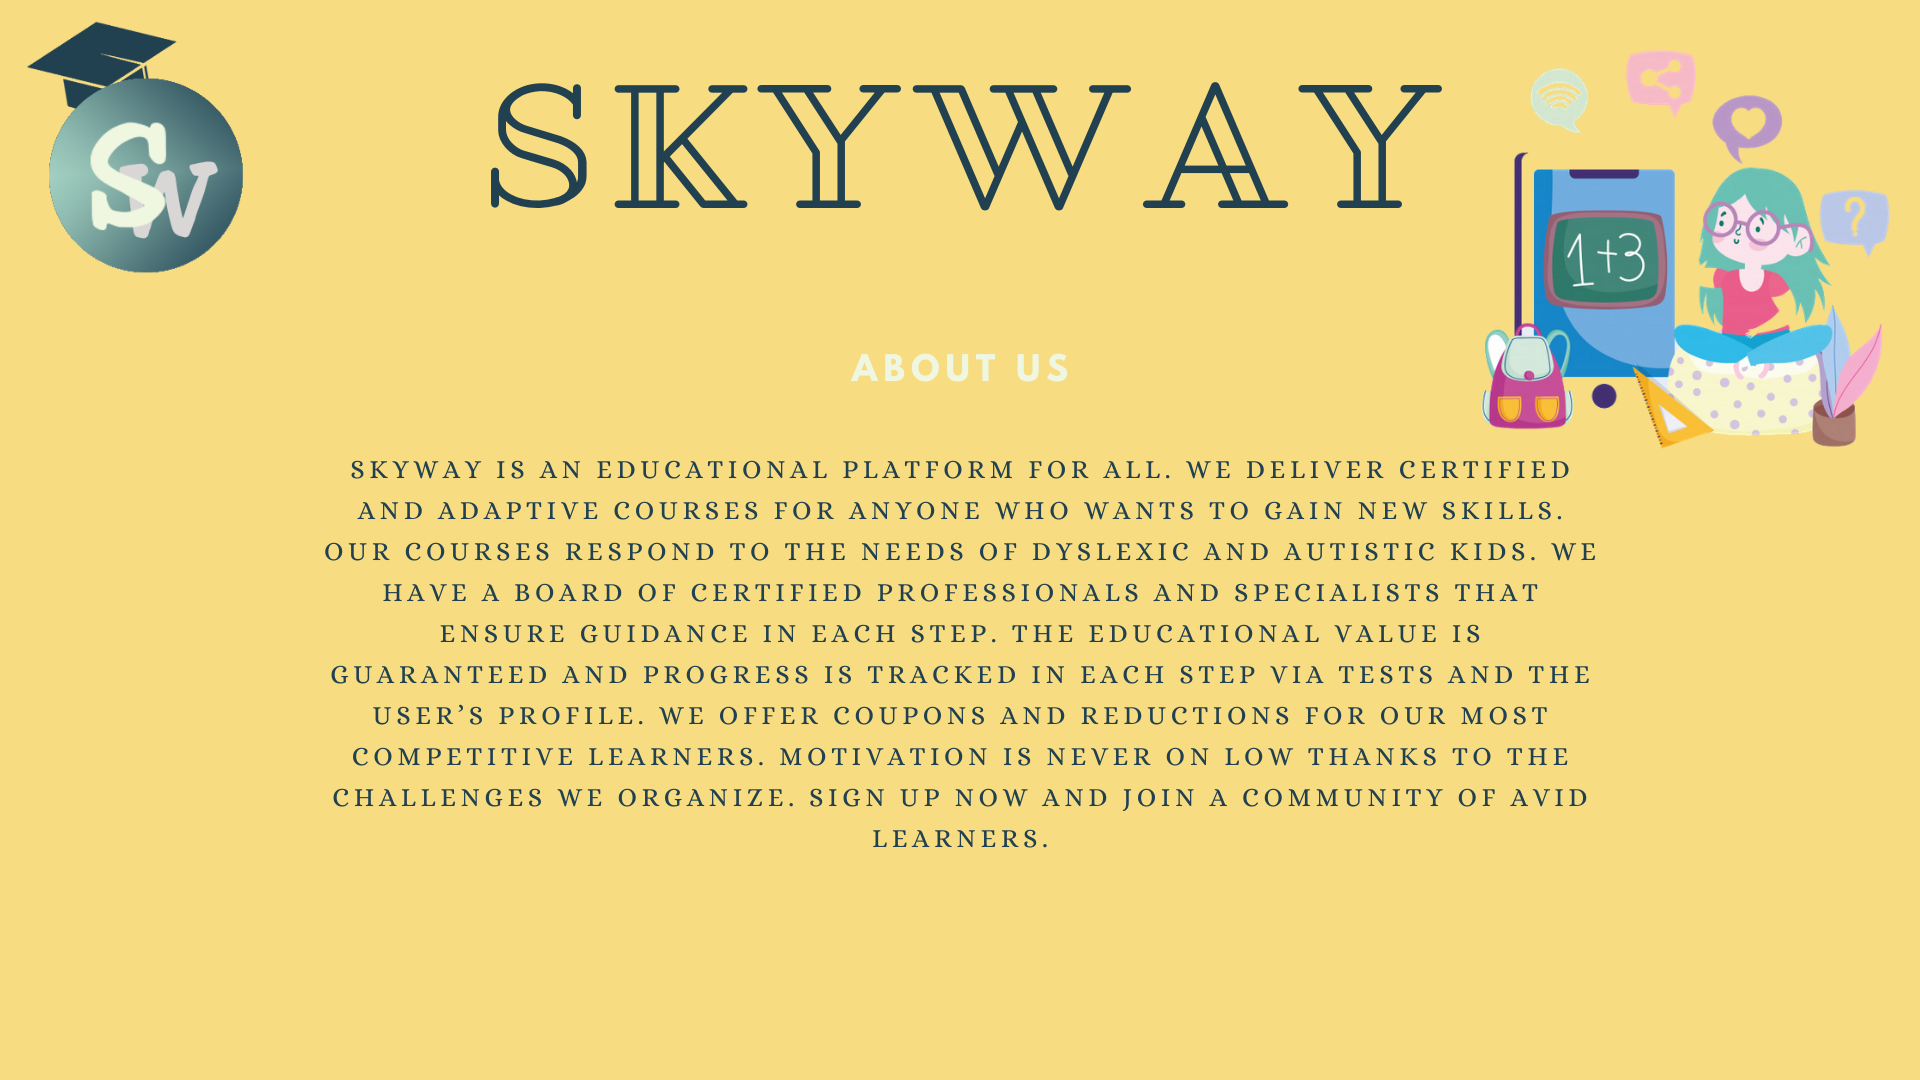 SW
SKYWAY
1+3
?
ABOUT US
SKYWAY IS AN EDUCATIONAL PLATFORM FOR ALL. WE DELIVER CERTIFIED
AND ADAPTIVE COURSES FOR ANYONE WHO WANTS TO GAIN NEW SKILLS.
OUR COURSES RESPOND TO THE NEEDS OF DYSLEXIC AND AUTISTIC KIDS. WE
HAVE A BOARD OF CERTIFIED PROFESSIONALS AND SPECIALISTS THAT
ENSURE GUIDANCE IN EACH STEP. THE EDUCATIONAL VALUE IS
GUARANTEED AND PROGRESS IS TRACKED IN EACH STEP VIA TESTS AND THE
USER’S PROFILE. WE OFFER COUPONS AND REDUCTIONS FOR OUR MOST
COMPETITIVE LEARNERS. MOTIVATION IS NEVER ON LOW THANKS TO THE
CHALLENGES WE ORGANIZE. SIGN UP NOW AND JOIN A COMMUNITY OF AVID
LEARNERS.